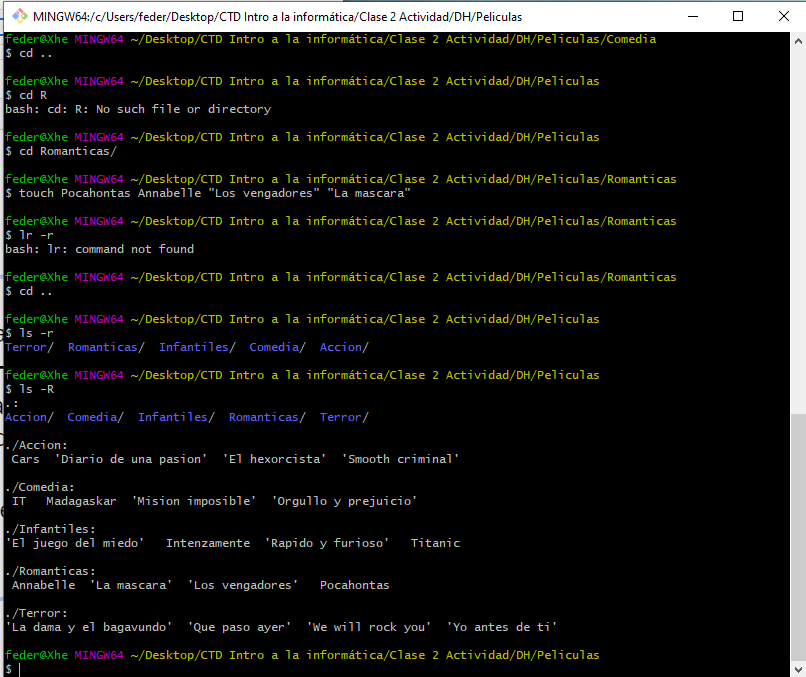 MINGW64:/c/Users/feder/Desktop/CTD Intro a la informática/Clase 2 Actividad/DH/Peliculas
feder@Xhe MINGW64 ~/Desktop/CTD Intro a la informática/Clase 2 Actividad/DH/Peliculas/Comedia
$ cd ..
feder@Xhe MINGW64 ~/Desktop/CTD Intro a la informática/Clase 2 Actividad/DH/Peliculas
$ cd R
bash: cd: R: No such file or directory
feder@Xhe MINGW64 ~/Desktop/CTD Intro a la informática/Clase 2 Actividad/DH/Peliculas
$ cd Romanticas/
feder@Xhe MINGW64 ~/Desktop/CTD Intro a la informática/Clase 2 Actividad/DH/Peliculas/Romanticas
$ touch Pocahontas Annabelle "Los vengadores" "La mascara"
feder@Xhe MINGW64 ~/Desktop/CTD Intro a la informática/Clase 2 Actividad/DH/Peliculas/Romanticas
$ lr -r
bash: lr: command not found
feder@Xhe MINGW64 ~/Desktop/CTD Intro a la informática/Clase 2 Actividad/DH/Peliculas/Romanticas
$ cd ..
feder@Xhe MINGW64 ~/Desktop/CTD Intro a la informática/Clase 2 Actividad/DH/Peliculas
$ ls -r
Terror/  Romanticas/  Infantiles/  Comedia/  Accion/
feder@Xhe MINGW64 ~/Desktop/CTD Intro a la informática/Clase 2 Actividad/DH/Peliculas
$ ls -R
.:
Accion/  Comedia/  Infantiles/  Romanticas/  Terror/
./Accion:
Cars  'Diario de una pasion'  'El hexorcista'  'Smooth criminal'
./Comedia:
IT   Madagaskar  'Mision imposible'  'Orgullo y prejuicio'
./Infantiles:
'El juego del miedo'   Intenzamente  'Rapido y furioso'   Titanic
./Romanticas:
Annabelle  'La mascara'  'Los vengadores'   Pocahontas
./Terror:
'La dama y el bagavundo'  'Que paso ayer'  'We will rock you'  'Yo antes de ti'
feder@Xhe MINGW64 ~/Desktop/CTD Intro a la informática/Clase 2 Actividad/DH/Peliculas
$